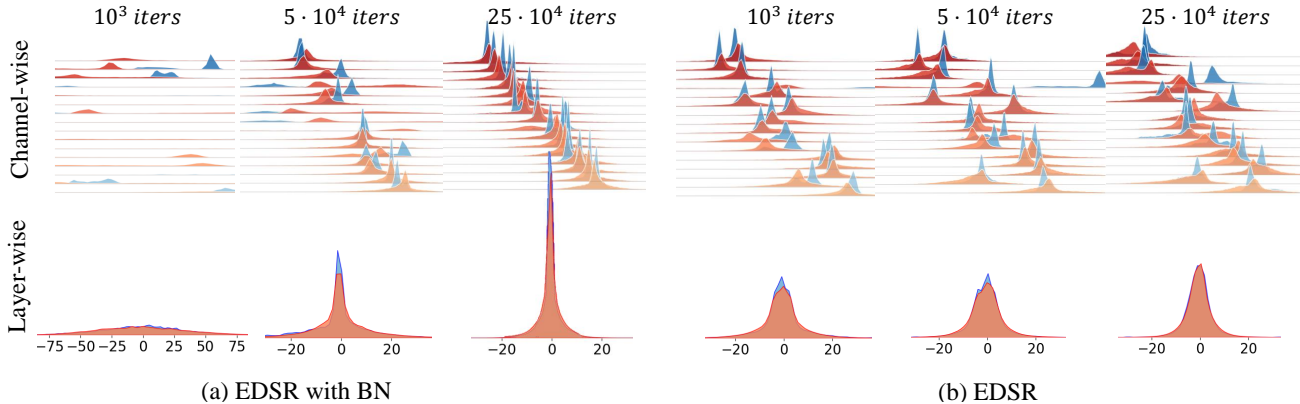 10³ iters 5 · 10⁴ iters 25 · 10⁴ iters 10³ iters 5 · 10⁴ iters 25 · 10⁴ iters
Channel-wise
Layer-wise
−75 −50 −25 0 25 50 75 −20 0 20 −20 0 20 −20 0 20 −20 0 20 −20 0 20
(a) EDSR with BN (b) EDSR